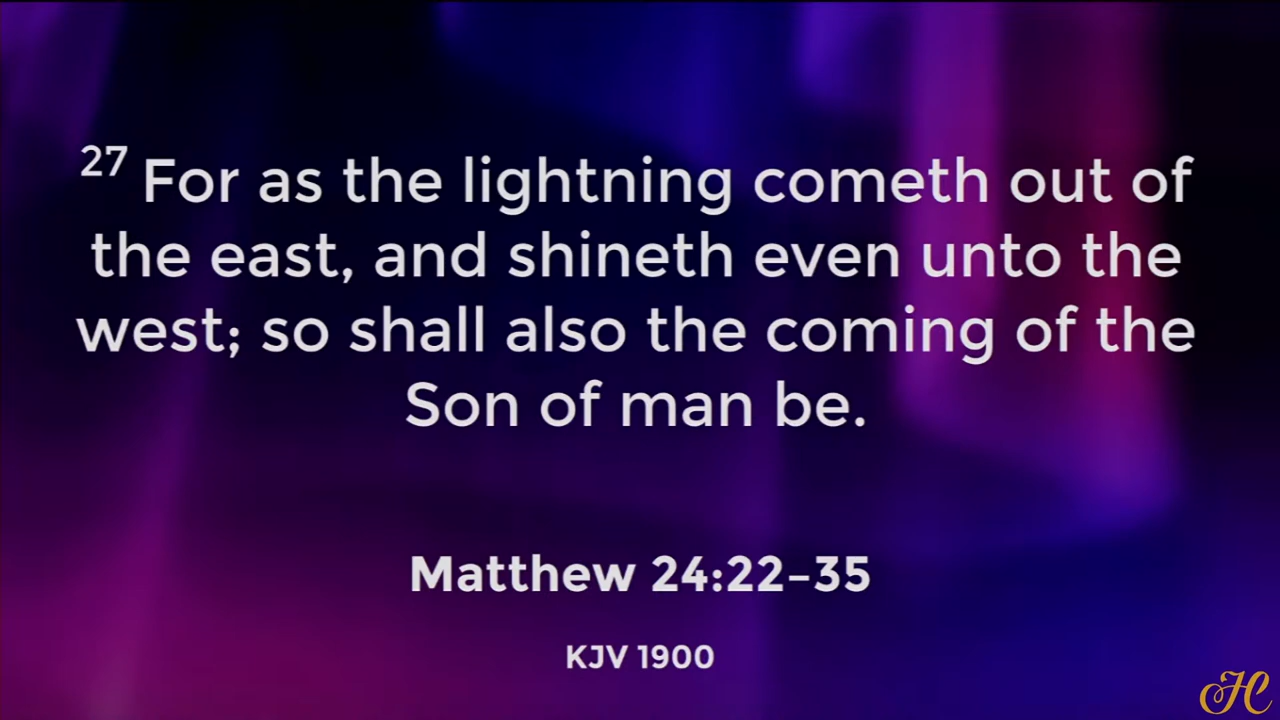 27 For as the lightning cometh out of
the east, and shineth even unto the
west; so shall also the coming of the
Son of man be.
Matthew 24:22–35
KJV 1900
HC